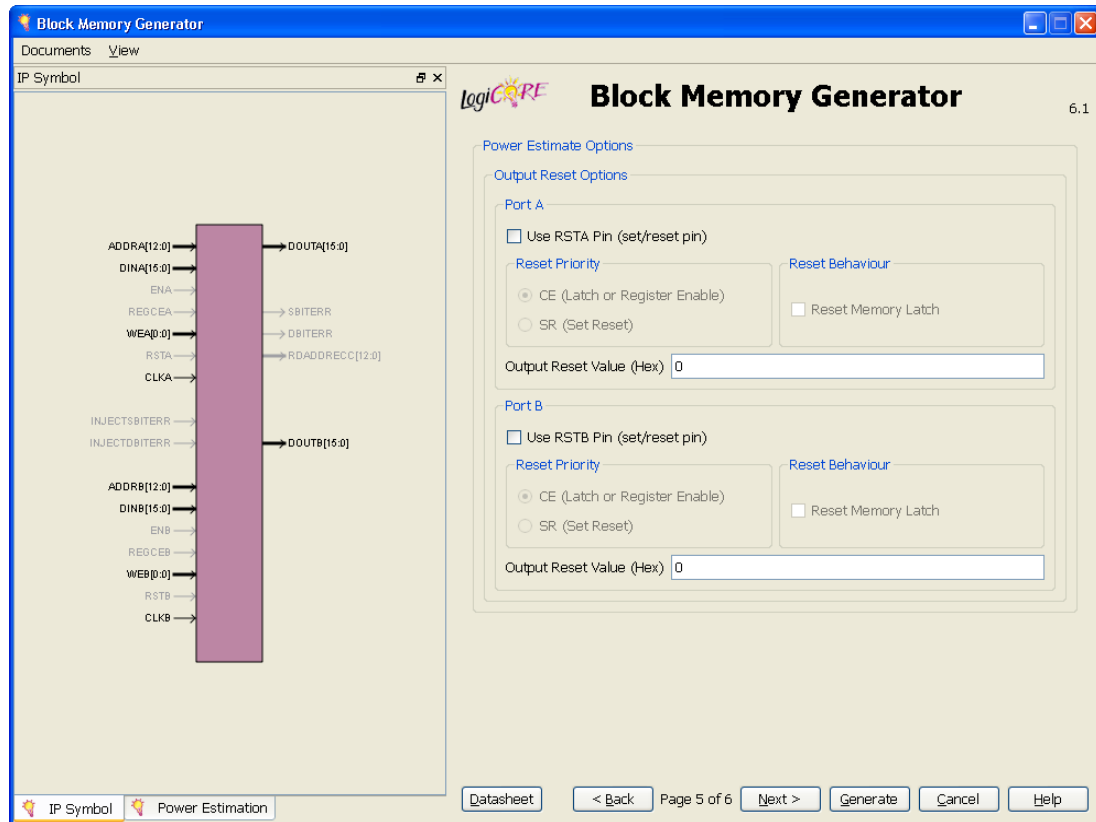 Block Memory Generator
Documents View
IP Symbol
ADDRA[12:0]
DINA[15:0]
ENA
REGCEA
WEA[0:0]
RSTA
CLKA
INJECTSBITERR
INJECTDBITERR
ADDRB[12:0]
DINB[15:0]
ENB
REGCEB
WEB[0:0]
RSTB
CLKB
DOUTA[15:0]
SBITERR
DBITERR
RDADDRECC[12:0]
DOUTB[15:0]
IP Symbol
Power Estimation
LogiCORE
Block Memory Generator
6.1
Power Estimate Options
Output Reset Options
Port A
Use RSTA Pin (set/reset pin)
Reset Priority
CE (Latch or Register Enable)
SR (Set Reset)
Reset Behaviour
Reset Memory Latch
Output Reset Value (Hex) 0
Port B
Use RSTB Pin (set/reset pin)
Reset Priority
CE (Latch or Register Enable)
SR (Set Reset)
Reset Behaviour
Reset Memory Latch
Output Reset Value (Hex) 0
Datasheet
< Back
Page 5 of 6
Next >
Generate
Cancel
Help